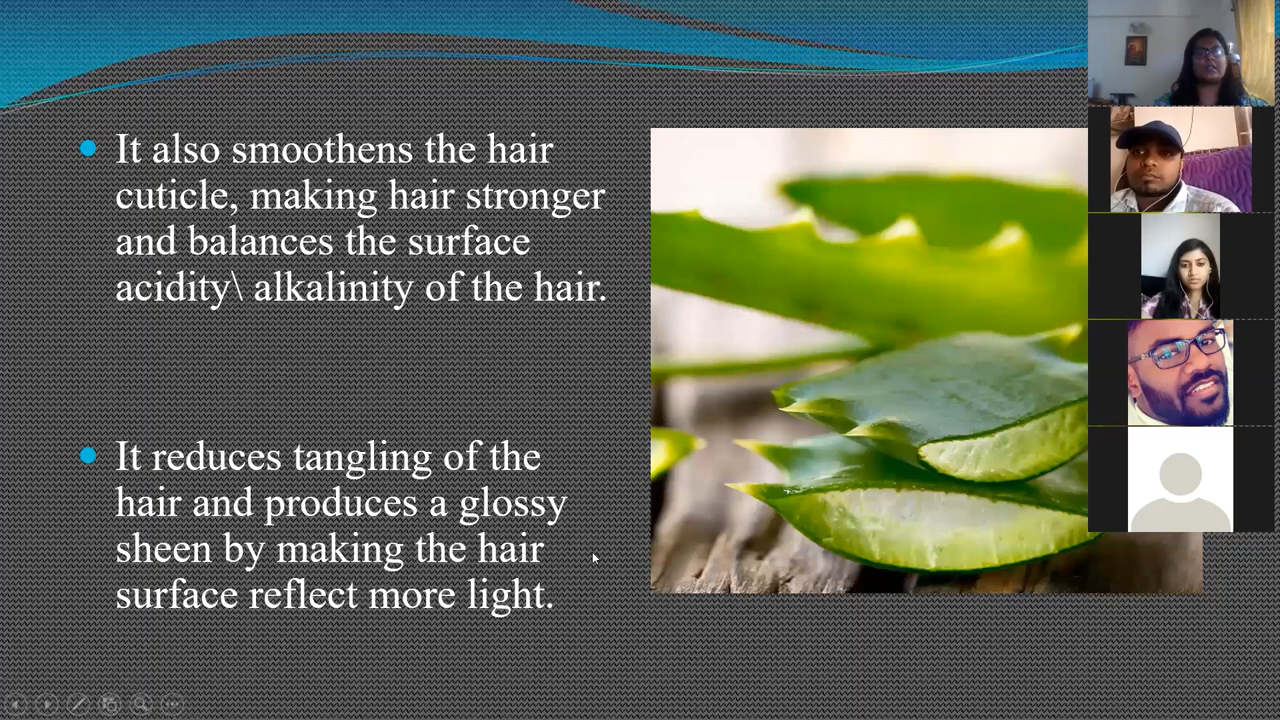 It also smoothens the hair
cuticle, making hair stronger
and balances the surface
acidity\ alkalinity of the hair.
It reduces tangling of the
hair and produces a glossy
sheen by making the hair
surface reflect more light.